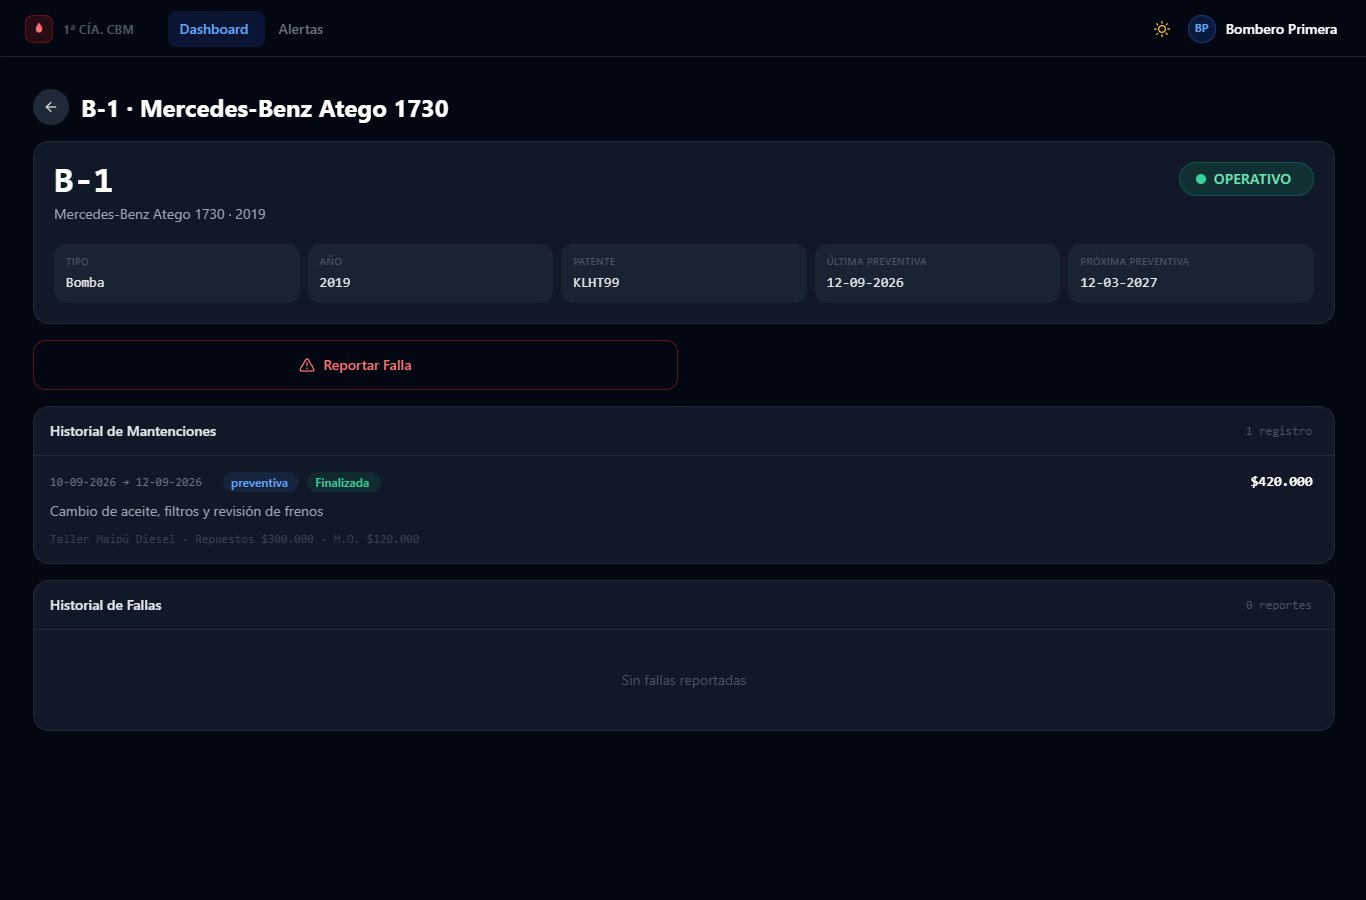 1ª CÍA. CBM
Dashboard
Alertas
BP
Bombero Primera
B-1 · Mercedes-Benz Atego 1730
B-1
OPERATIVO
Mercedes-Benz Atego 1730 · 2019
TIPO
Bomba
AÑO
2019
PATENTE
KLHT99
ÚLTIMA PREVENTIVA
12-09-2026
PRÓXIMA PREVENTIVA
12-03-2027
Reportar Falla
Historial de Mantenciones
1 registro
10-09-2026 → 12-09-2026
preventiva
Finalizada
$420.000
Cambio de aceite, filtros y revisión de frenos
Taller Maipú Diesel · Repuestos $300.000 · M.O. $120.000
Historial de Fallas
0 reportes
Sin fallas reportadas